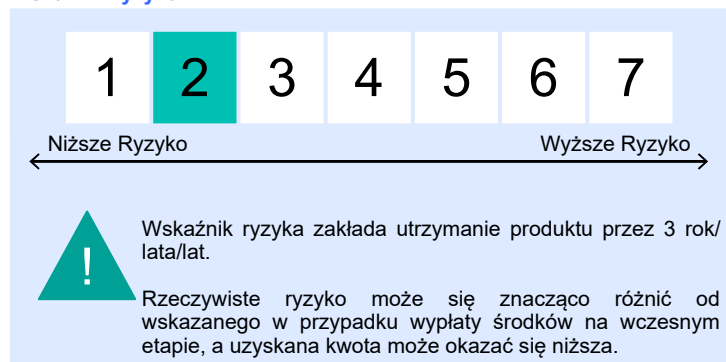 1 2 3 4 5 6 7
Niższe Ryzyko Wyższe Ryzyko
!
Wskaźnik ryzyka zakłada utrzymanie produktu przez 3 rok/
lata/lat.
Rzeczywiste ryzyko może się znacząco różnić od
wskazanego w przypadku wypłaty środków na wczesnym
etapie, a uzyskana kwota może okazać się niższa.